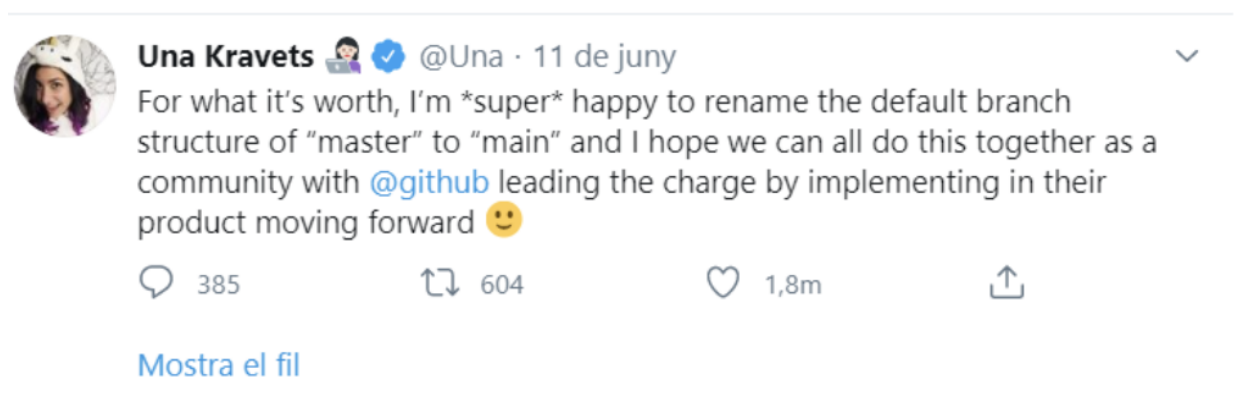 Una Kravets @Una · 11 de juny
For what it’s worth, I’m *super* happy to rename the default branch
structure of “master” to “main” and I hope we can all do this together as a
community with @github leading the charge by implementing in their
product moving forward
385 604 1,8m
Mostra el fil